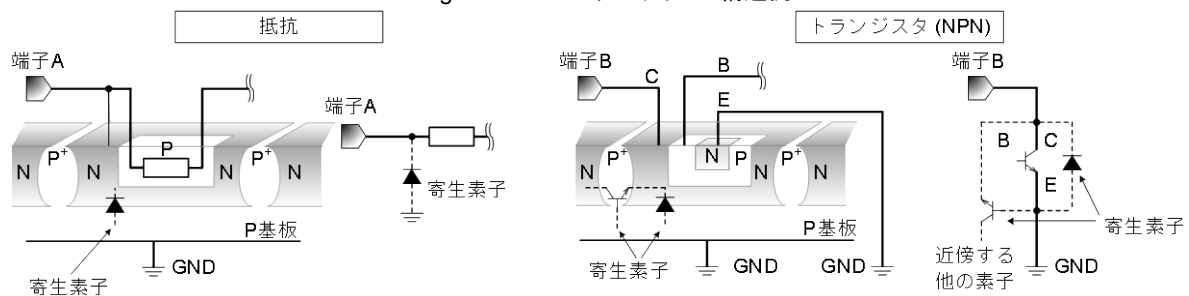 抵抗
トランジスタ (NPN)
端子A
端子A
P
N
P+
N
N
P+
N
寄生素子
P基板
GND
寄生素子
端子B
C
B
E
N
P+
N
N
P
N
P+
N
P基板
寄生素子
GND
GND
端子B
B
C
E
寄生素子
近傍する
他の素子
GND